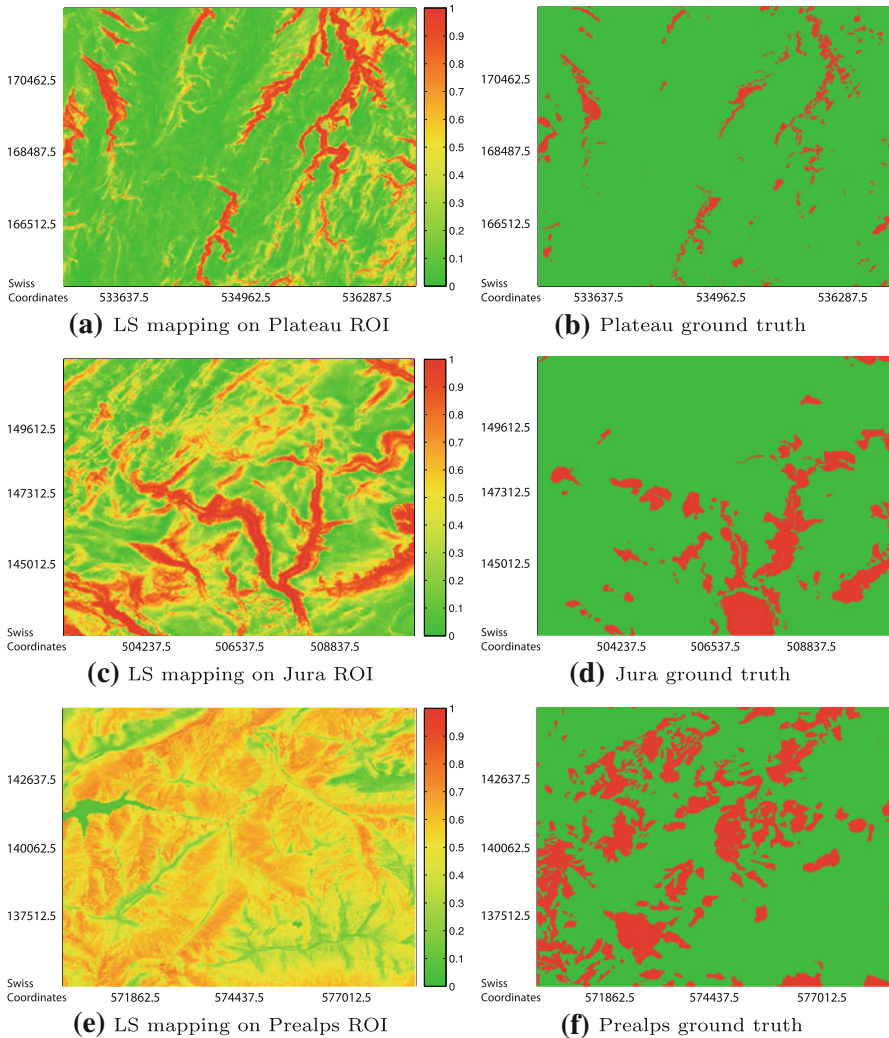 170462.5
168487.5
166512.5
Swiss
Coordinates
533637.5 534962.5 536287.5
1
0.9
0.8
0.7
0.6
0.5
0.4
0.3
0.2
0.1
0
(a) LS mapping on Plateau ROI
170462.5
168487.5
166512.5
Swiss
Coordinates
533637.5 534962.5 536287.5
(b) Plateau ground truth
149612.5
147312.5
145012.5
Swiss
Coordinates
504237.5 506537.5 508837.5
1
0.9
0.8
0.7
0.6
0.5
0.4
0.3
0.2
0.1
0
(c) LS mapping on Jura ROI
149612.5
147312.5
145012.5
Swiss
Coordinates
504237.5 506537.5 508837.5
(d) Jura ground truth
142637.5
140062.5
137512.5
Swiss
Coordinates
571862.5 574437.5 577012.5
1
0.9
0.8
0.7
0.6
0.5
0.4
0.3
0.2
0.1
0
(e) LS mapping on Prealps ROI
142637.5
140062.5
137512.5
Swiss
Coordinates
571862.5 574437.5 577012.5
(f) Prealps ground truth